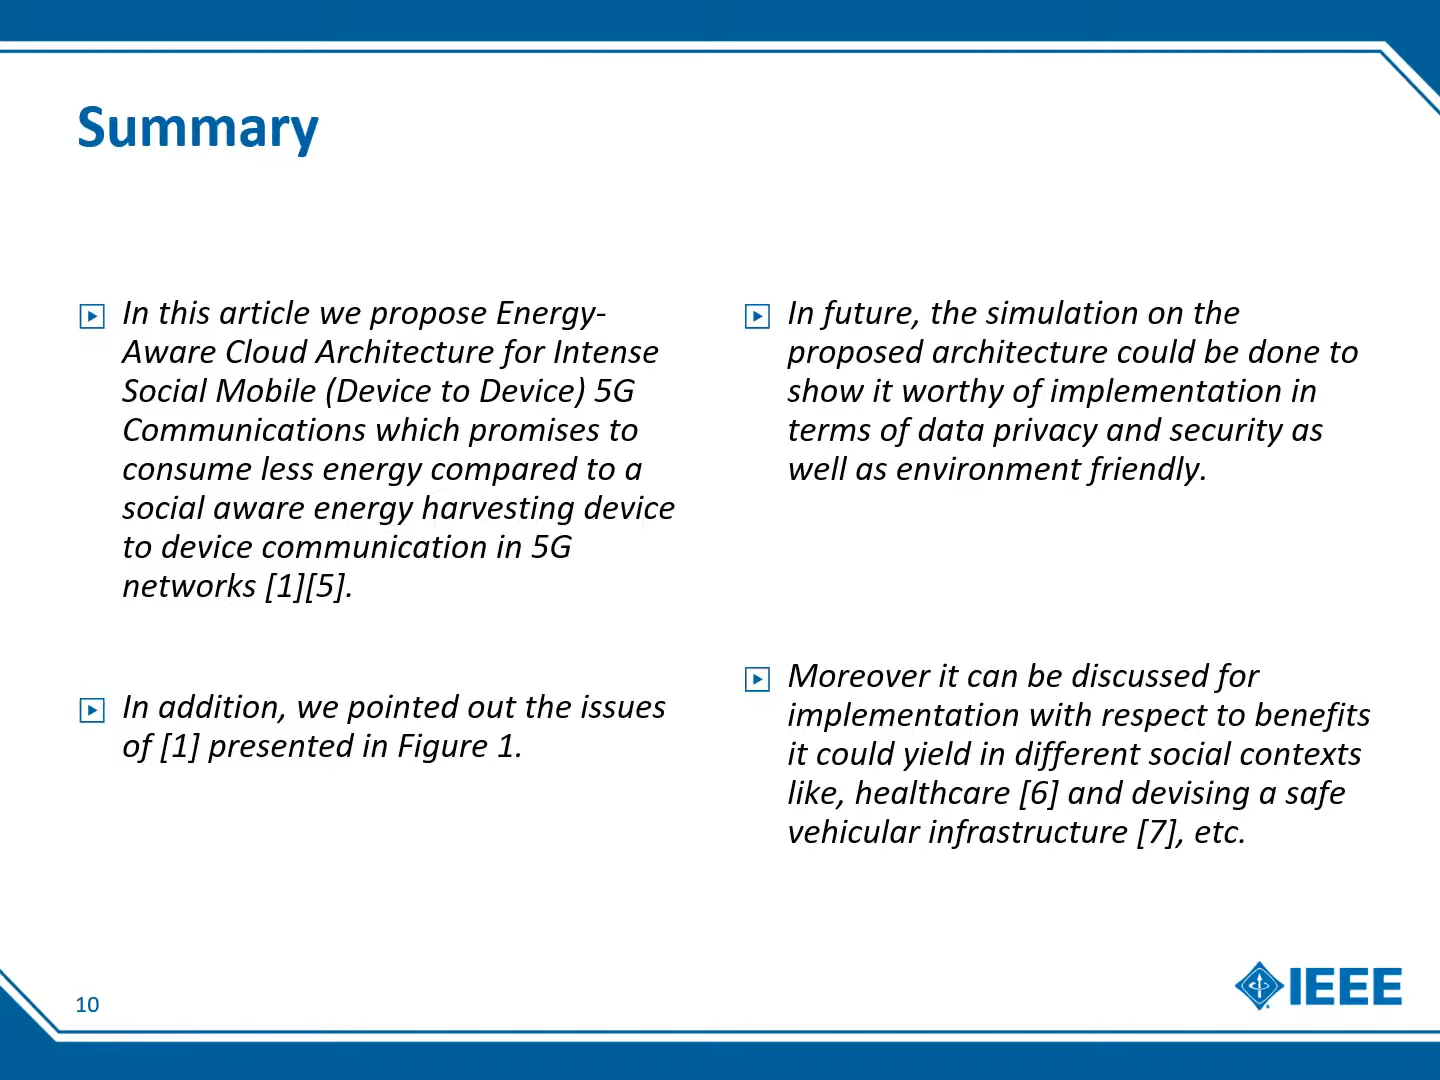 Summary
In this article we propose Energy-
Aware Cloud Architecture for Intense
Social Mobile (Device to Device) 5G
Communications which promises to
consume less energy compared to a
social aware energy harvesting device
to device communication in 5G
networks [1][5].
In addition, we pointed out the issues
of [1] presented in Figure 1.
In future, the simulation on the
proposed architecture could be done to
show it worthy of implementation in
terms of data privacy and security as
well as environment friendly.
Moreover it can be discussed for
implementation with respect to benefits
it could yield in different social contexts
like, healthcare [6] and devising a safe
vehicular infrastructure [7], etc.
10
IEEE